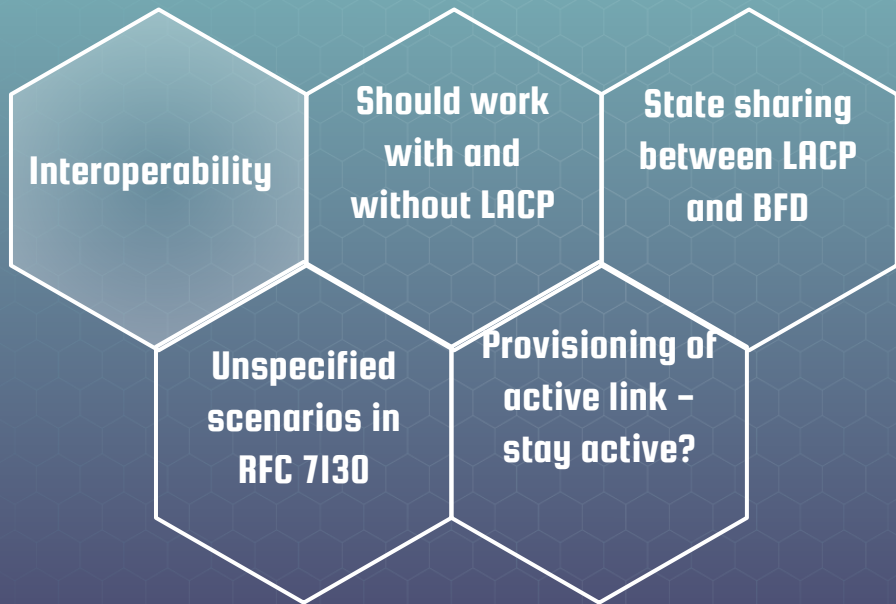 Interoperability
Should work
with and
without LACP
State sharing
between LACP
and BFD
Unspecified
scenarios in
RFC 7130
Provisioning of
active link –
stay active?